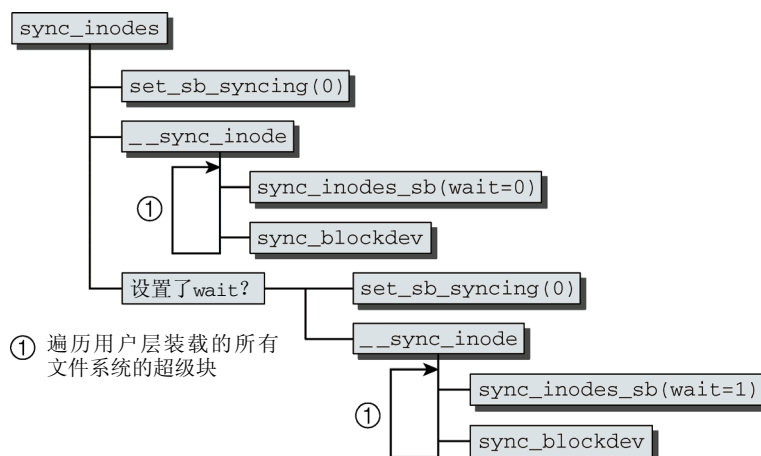 sync_inodes
set_sb_syncing(0)
__sync_inode
sync_inodes_sb(wait=0)
①
sync_blockdev
设置了wait?
set_sb_syncing(0)
① 遍历用户层装载的所有
文件系统的超级块
__sync_inode
sync_inodes_sb(wait=1)
①
sync_blockdev